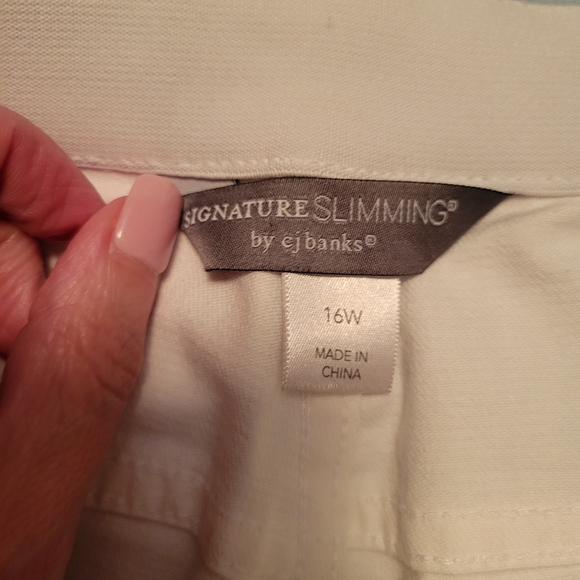 SIGNATURE SLIMMING®
by cj banks®
16W
MADE IN
CHINA